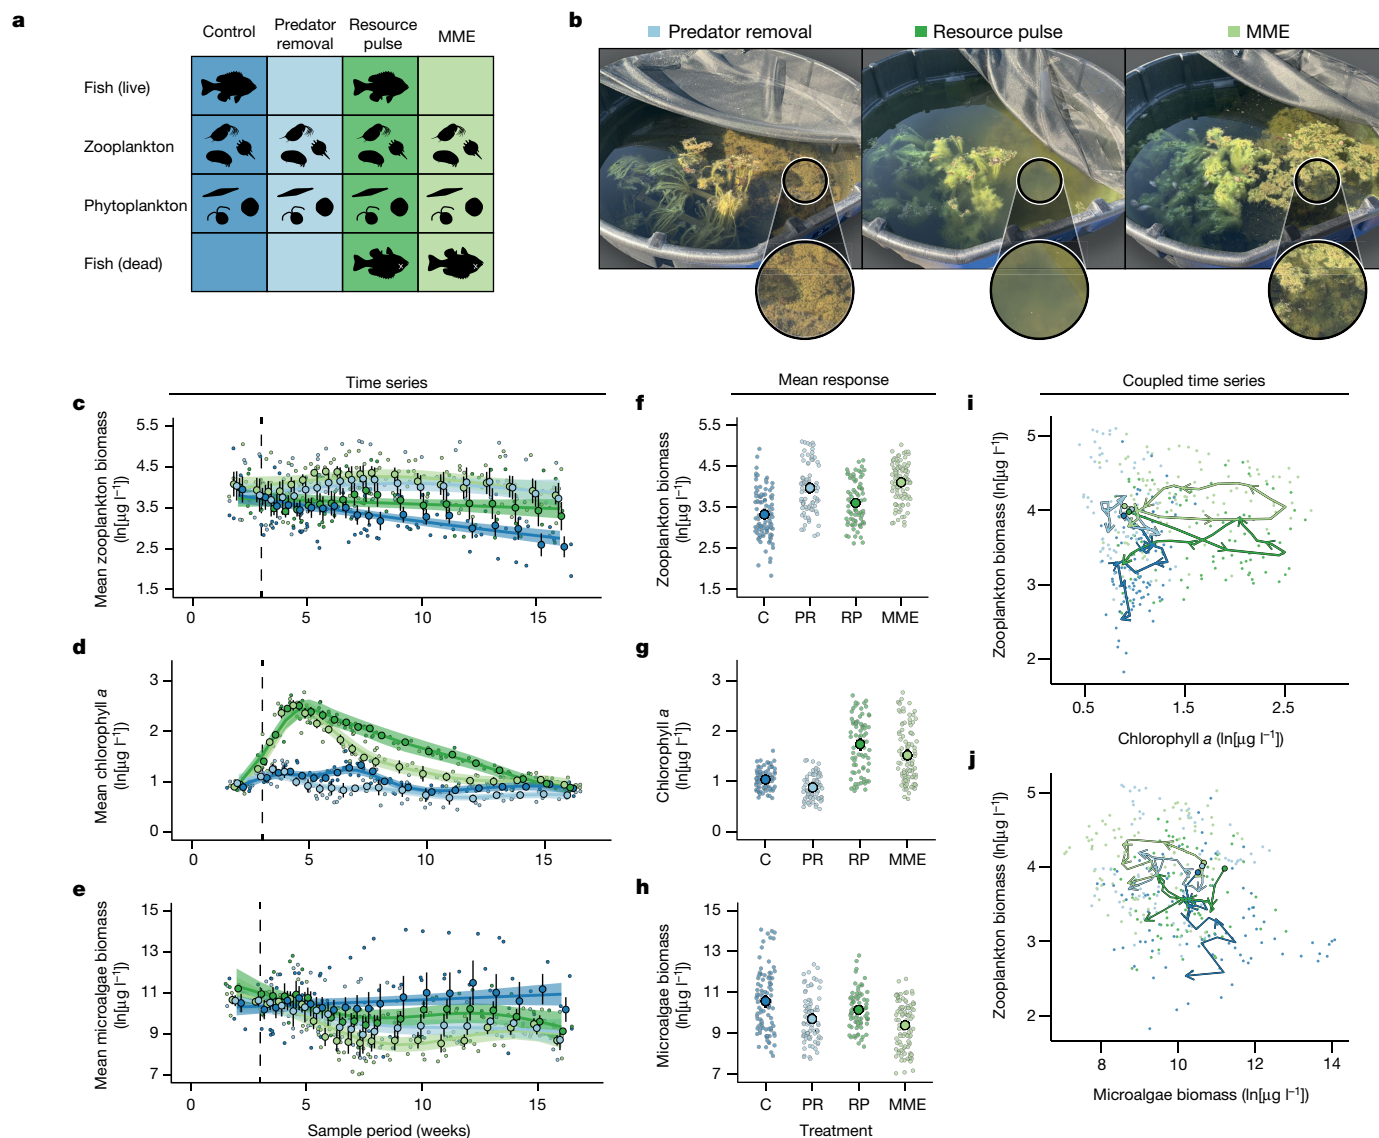 a
Control
Predator
removal
Resource
pulse
MME
Fish (live)
Zooplankton
Phytoplankton
Fish (dead)
b
Predator removal
Resource pulse
MME
Time series
Mean response
Coupled time series
c
Mean zooplankton biomass
(ln[μg l⁻¹])
5.5
4.5
3.5
2.5
1.5
0
5
10
15
f
Zooplankton biomass
(ln[μg l⁻¹])
5.5
4.5
3.5
2.5
1.5
C
PR
RP
MME
i
Zooplankton biomass (ln[μg l⁻¹])
5
4
3
2
0.5
1.5
2.5
Chlorophyll a (ln[μg l⁻¹])
d
Mean chlorophyll a
(ln[μg l⁻¹])
3
2
1
0
0
5
10
15
g
Chlorophyll a
(ln[μg l⁻¹])
3
2
1
0
C
PR
RP
MME
j
Zooplankton biomass (ln[μg l⁻¹])
5
4
3
2
8
10
12
14
Microalgae biomass (ln[μg l⁻¹])
e
Mean microalgae biomass
(ln[μg l⁻¹])
15
13
11
9
7
0
5
10
15
Sample period (weeks)
h
Microalgae biomass
(ln[μg l⁻¹])
15
13
11
9
7
C
PR
RP
MME
Treatment